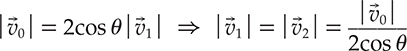 |v⃗₀| = 2cos θ|v⃗₁| ⇒ |v⃗₁| = |v⃗₂| = |v⃗₀| / 2cos θ